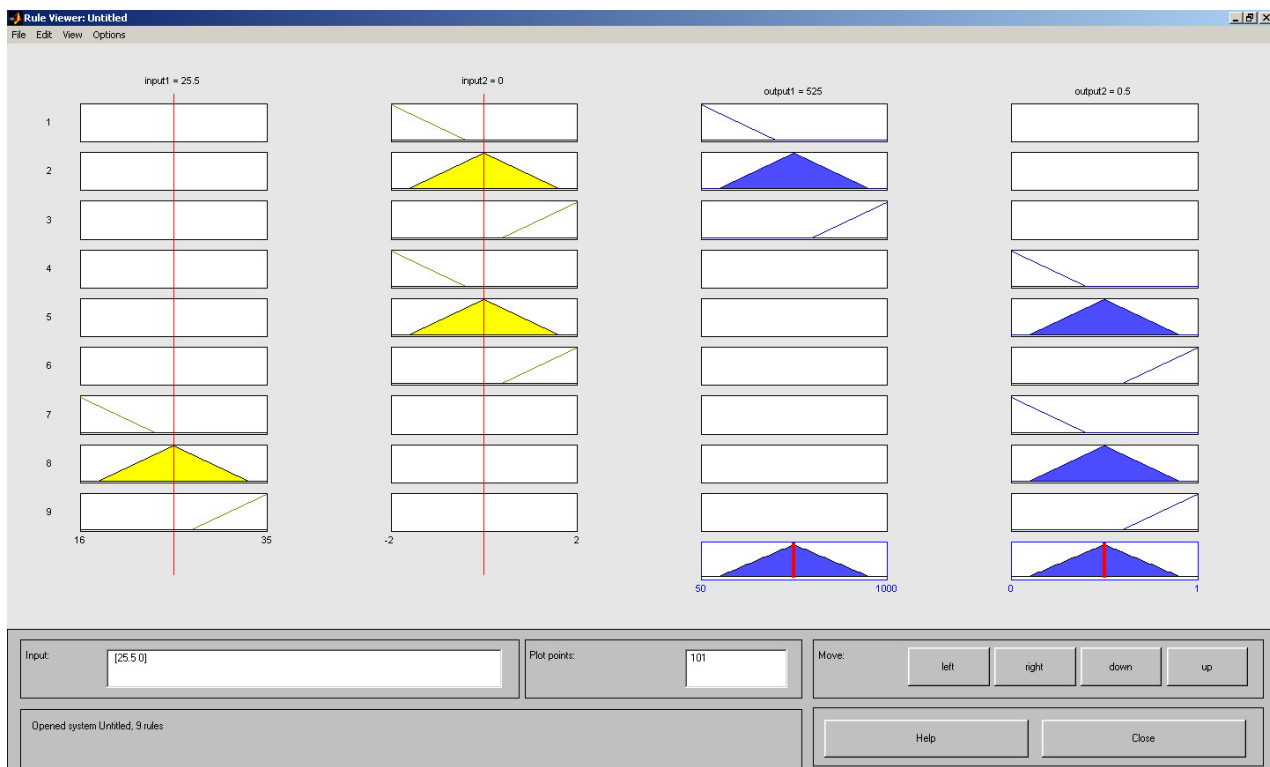 Rule Viewer: Untitled
File Edit View Options
input1 = 25.5
input2 = 0
output1 = 525
output2 = 0.5
1
2
3
4
5
6
7
8
9
16 35
-2 2
50 1000
0 1
Input:
[25.5 0]
Plot points:
101
Move:
left
right
down
up
Opened system Untitled, 9 rules
Help
Close